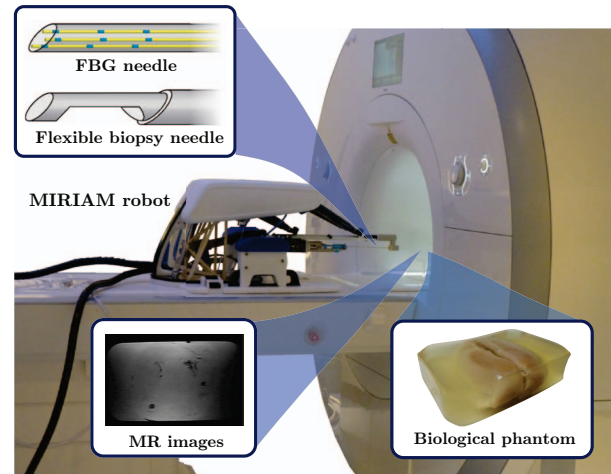 FBG needle
Flexible biopsy needle
MIRIAM robot
MR images
Biological phantom